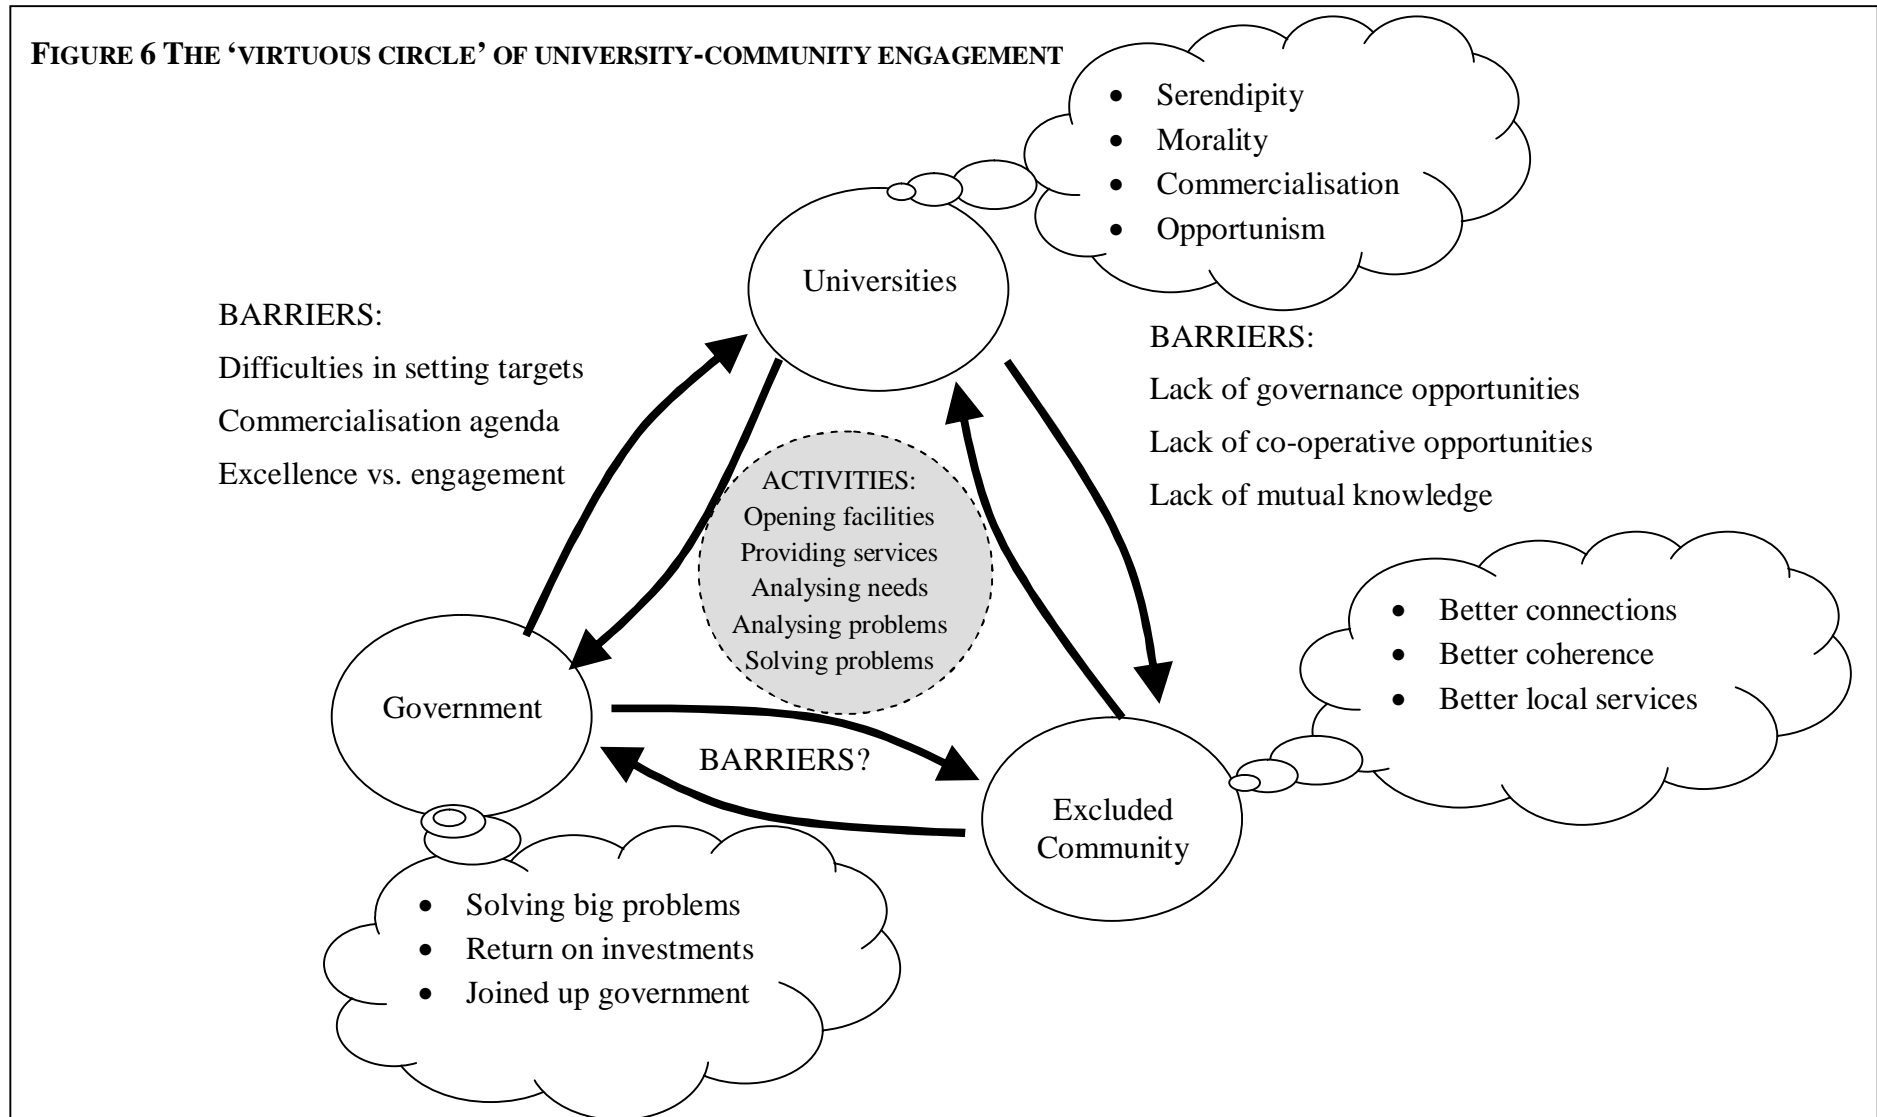 FIGURE 6 THE ‘VIRTUOUS CIRCLE’ OF UNIVERSITY-COMMUNITY ENGAGEMENT
• Serendipity
• Morality
• Commercialisation
• Opportunism
Universities
BARRIERS:
Difficulties in setting targets
Commercialisation agenda
Excellence vs. engagement
BARRIERS:
Lack of governance opportunities
Lack of co-operative opportunities
Lack of mutual knowledge
ACTIVITIES:
Opening facilities
Providing services
Analysing needs
Analysing problems
Solving problems
• Better connections
• Better coherence
• Better local services
Government
BARRIERS?
Excluded
Community
• Solving big problems
• Return on investments
• Joined up government